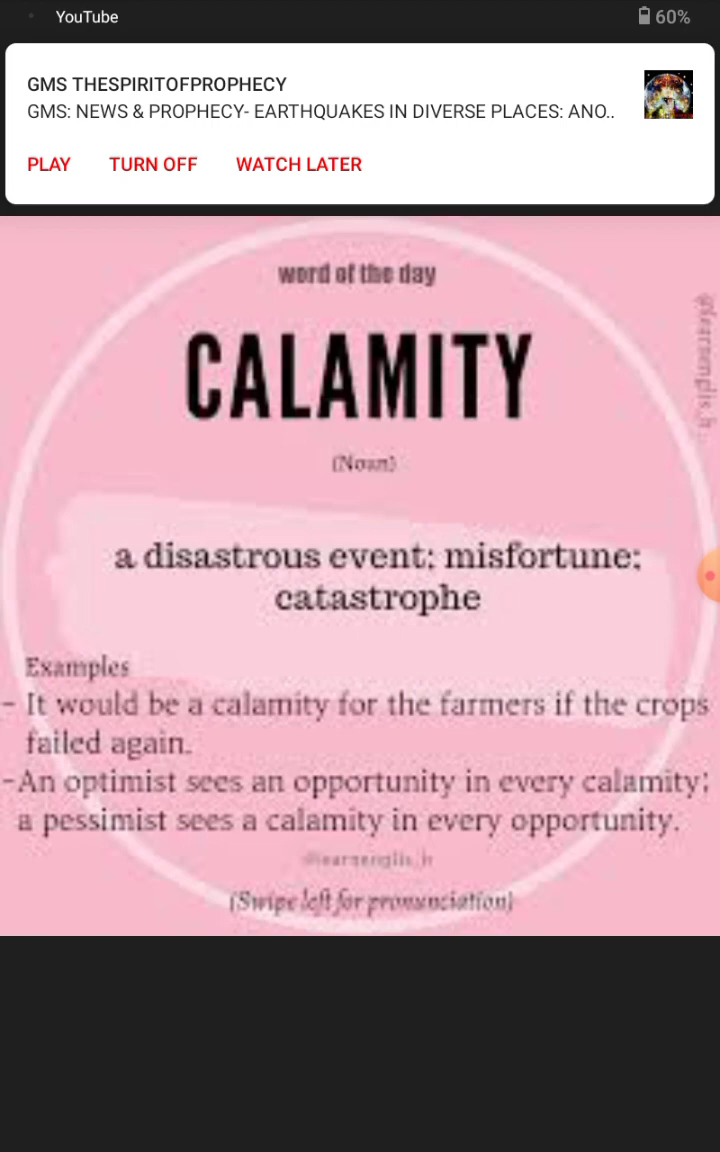 YouTube
60%
GMS THESPIRITOFPROPHECY
GMS: NEWS & PROPHECY- EARTHQUAKES IN DIVERSE PLACES: ANO..
PLAY TURN OFF WATCH LATER
word of the day
@learnenglis_h
CALAMITY
(Noun)
a disastrous event; misfortune;
catastrophe
Examples
- It would be a calamity for the farmers if the crops
failed again.
-An optimist sees an opportunity in every calamity;
a pessimist sees a calamity in every opportunity.
@learnenglis_h
(Swipe left for pronunciation)